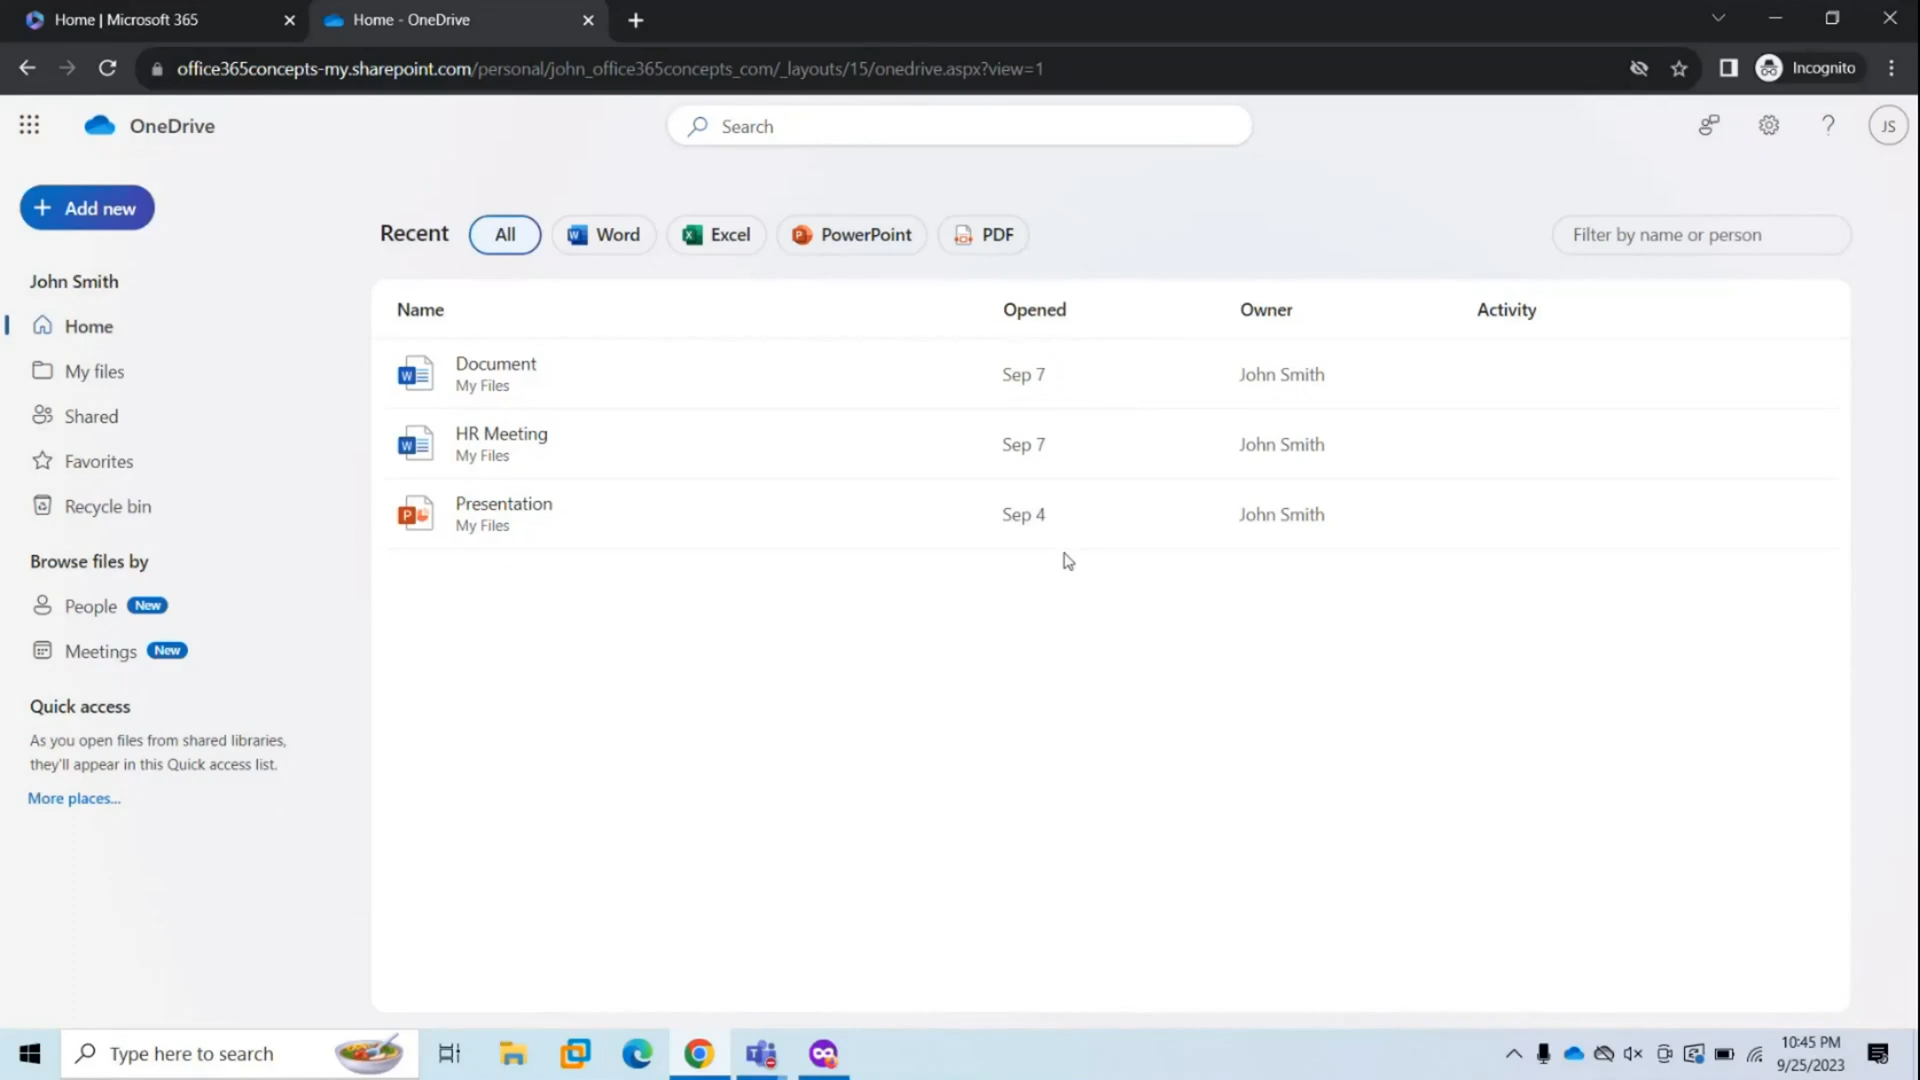 Home | Microsoft 365
Home - OneDrive
office365concepts-my.sharepoint.com/personal/john_office365concepts_com/_layouts/15/onedrive.aspx?view=1
Incognito
OneDrive
Search
JS
Add new
Recent
All
Word
Excel
PowerPoint
PDF
Filter by name or person
John Smith
Home
My files
Shared
Favorites
Recycle bin
Browse files by
People New
Meetings New
Quick access
As you open files from shared libraries,
they'll appear in this Quick access list.
More places...
Name Opened Owner Activity
Document Sep 7 John Smith
My Files
HR Meeting Sep 7 John Smith
My Files
Presentation Sep 4 John Smith
My Files
Type here to search
10:45 PM
9/25/2023